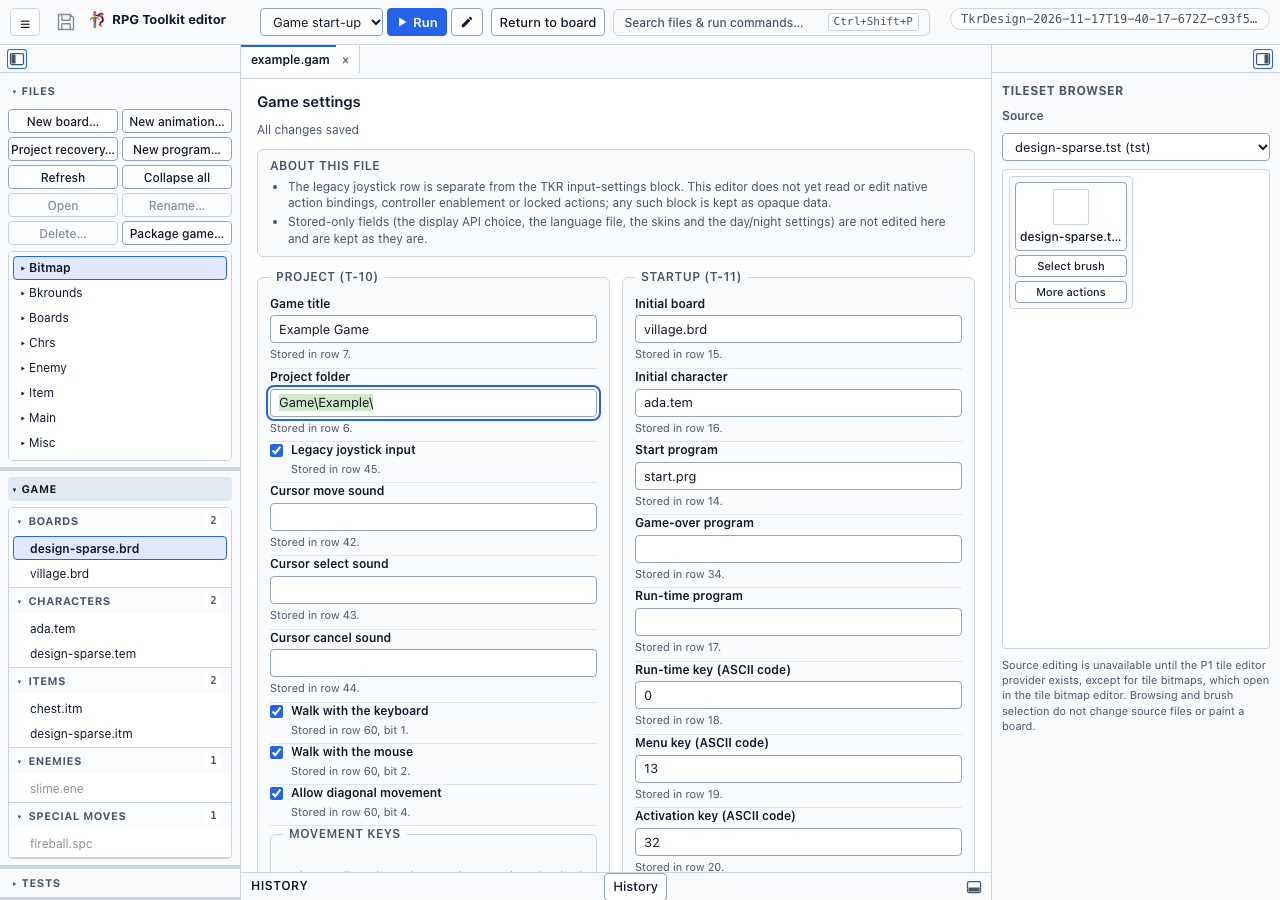 RPG Toolkit editor
Game start-up
Run
Return to board
Search files & run commands…
Ctrl+Shift+P
TkrDesign-2026-11-17T19-40-17-672Z-c93f5…
FILES
New board…
New animation…
Project recovery…
New program…
Refresh
Collapse all
Open
Rename…
Delete…
Package game…
Bitmap
Bkrounds
Boards
Chrs
Enemy
Item
Main
Misc
GAME
BOARDS 2
design-sparse.brd
village.brd
CHARACTERS 2
ada.tem
design-sparse.tem
ITEMS 2
chest.itm
design-sparse.itm
ENEMIES 1
slime.ene
SPECIAL MOVES 1
fireball.spc
TESTS
example.gam ×
Game settings
All changes saved
ABOUT THIS FILE
• The legacy joystick row is separate from the TKR input-settings block. This editor does not yet read or edit native
action bindings, controller enablement or locked actions; any such block is kept as opaque data.
• Stored-only fields (the display API choice, the language file, the skins and the day/night settings) are not edited here
and are kept as they are.
PROJECT (T-10)
Game title
Example Game
Stored in row 7.
Project folder
Game\Example\
Stored in row 6.
Legacy joystick input
Stored in row 45.
Cursor move sound
Stored in row 42.
Cursor select sound
Stored in row 43.
Cursor cancel sound
Stored in row 44.
Walk with the keyboard
Stored in row 60, bit 1.
Walk with the mouse
Stored in row 60, bit 2.
Allow diagonal movement
Stored in row 60, bit 4.
MOVEMENT KEYS
STARTUP (T-11)
Initial board
village.brd
Stored in row 15.
Initial character
ada.tem
Stored in row 16.
Start program
start.prg
Stored in row 14.
Game-over program
Stored in row 34.
Run-time program
Stored in row 17.
Run-time key (ASCII code)
0
Stored in row 18.
Menu key (ASCII code)
13
Stored in row 19.
Activation key (ASCII code)
32
Stored in row 20.
HISTORY
History
TILESET BROWSER
Source
design-sparse.tst (tst)
design-sparse.t…
Select brush
More actions
Source editing is unavailable until the P1 tile editor
provider exists, except for tile bitmaps, which open
in the tile bitmap editor. Browsing and brush
selection do not change source files or paint a
board.